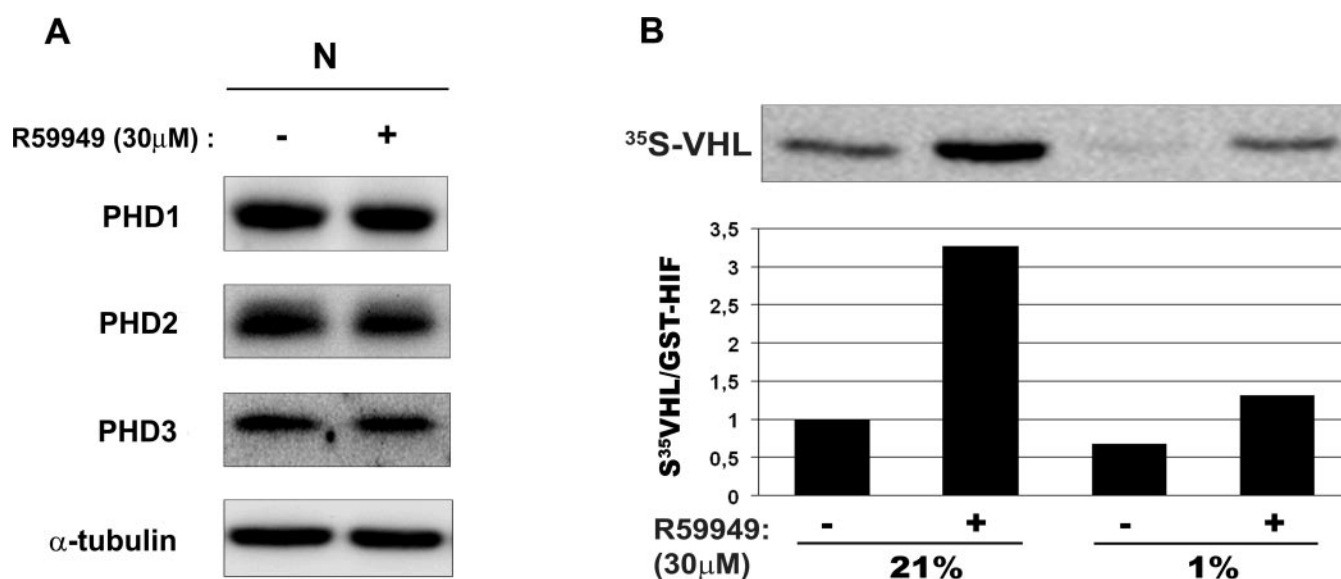 A
N
R59949 (30μM) : - +
PHD1
PHD2
PHD3
α-tubulin
B
³⁵S-VHL
3,5
3
2,5
2
1,5
1
0,5
0
S³⁵VHL/GST-HIF
R59949: - + - +
(30μM) 21% 1%